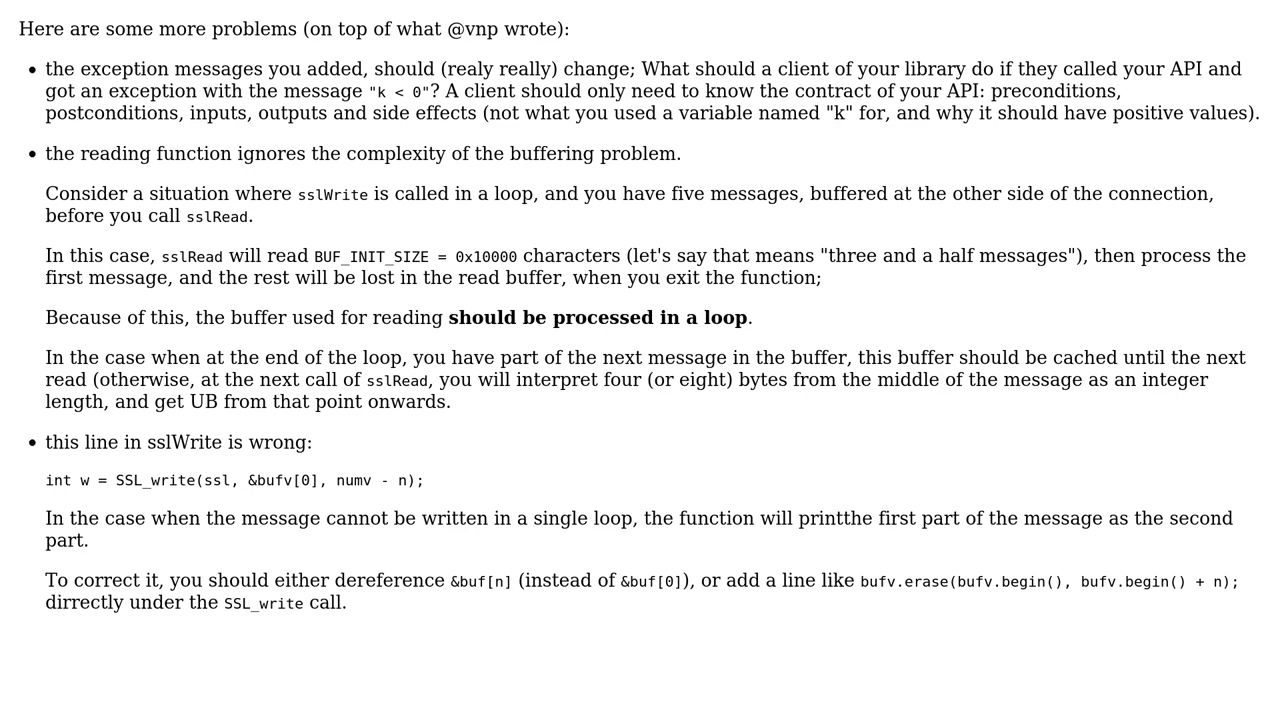 Here are some more problems (on top of what @vnp wrote):
• the exception messages you added, should (realy really) change; What should a client of your library do if they called your API and
got an exception with the message "k < 0"? A client should only need to know the contract of your API: preconditions,
postconditions, inputs, outputs and side effects (not what you used a variable named "k" for, and why it should have positive values).
• the reading function ignores the complexity of the buffering problem.
Consider a situation where sslWrite is called in a loop, and you have five messages, buffered at the other side of the connection,
before you call sslRead.
In this case, sslRead will read BUF_INIT_SIZE = 0x10000 characters (let's say that means "three and a half messages"), then process the
first message, and the rest will be lost in the read buffer, when you exit the function;
Because of this, the buffer used for reading should be processed in a loop.
In the case when at the end of the loop, you have part of the next message in the buffer, this buffer should be cached until the next
read (otherwise, at the next call of sslRead, you will interpret four (or eight) bytes from the middle of the message as an integer
length, and get UB from that point onwards.
• this line in sslWrite is wrong:
int w = SSL_write(ssl, &bufv[0], numv - n);
In the case when the message cannot be written in a single loop, the function will printthe first part of the message as the second
part.
To correct it, you should either dereference &buf[n] (instead of &buf[0]), or add a line like bufv.erase(bufv.begin(), bufv.begin() + n);
dirrectly under the SSL_write call.